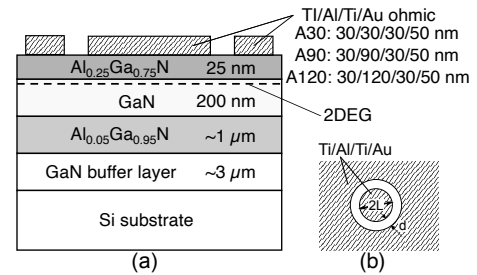 TI/Al/Ti/Au ohmic
A30: 30/30/30/50 nm
A90: 30/90/30/50 nm
A120: 30/120/30/50 nm
Al0.25Ga0.75N 25 nm
2DEG
GaN 200 nm
Al0.05Ga0.95N ~1 µm
GaN buffer layer ~3 µm
Si substrate
(a)
Ti/Al/Ti/Au
2L
d
(b)